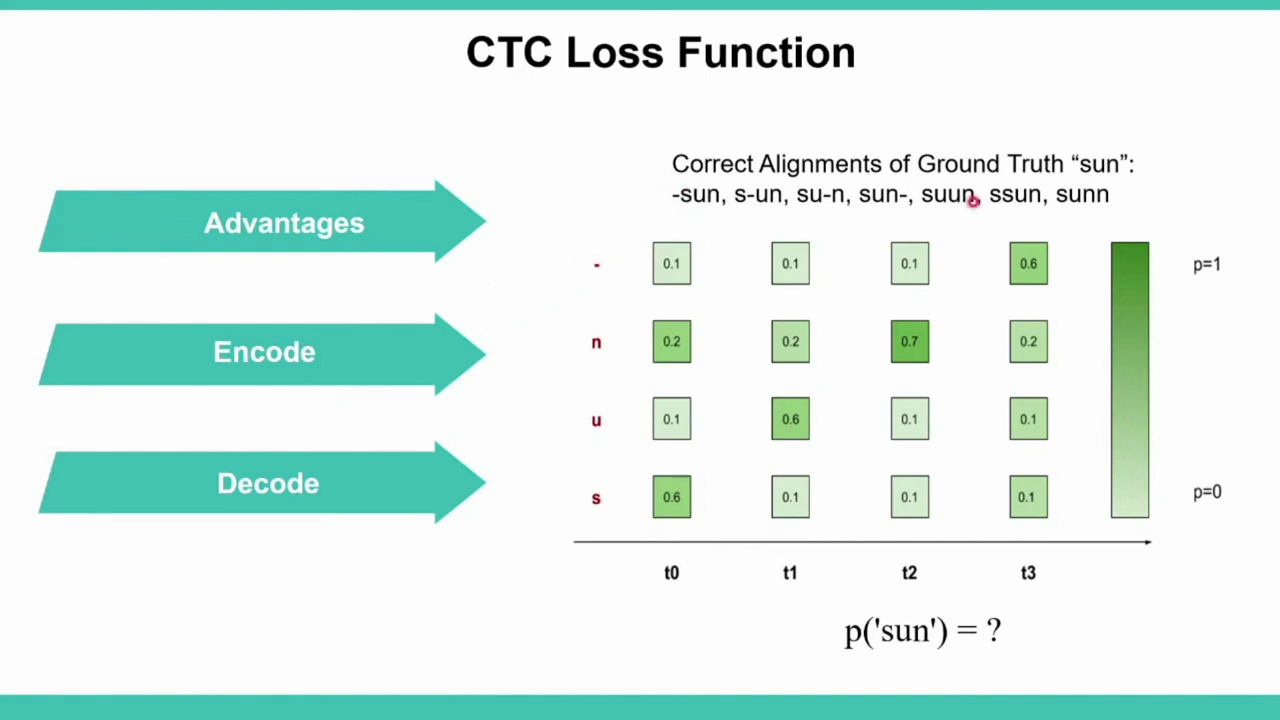 CTC Loss Function
Advantages
Encode
Decode
Correct Alignments of Ground Truth “sun”:
-sun, s-un, su-n, sun-, suun, ssun, sunn
- 0.1 0.1 0.1 0.6 p=1
n 0.2 0.2 0.7 0.2
u 0.1 0.6 0.1 0.1
s 0.6 0.1 0.1 0.1 p=0
t0 t1 t2 t3
p('sun') = ?